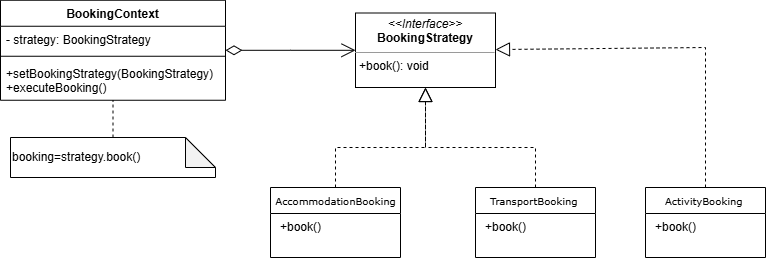 BookingContext
- strategy: BookingStrategy
+setBookingStrategy(BookingStrategy)
+executeBooking()
booking=strategy.book()
<<Interface>>
BookingStrategy
+book(): void
AccommodationBooking
+book()
TransportBooking
+book()
ActivityBooking
+book()